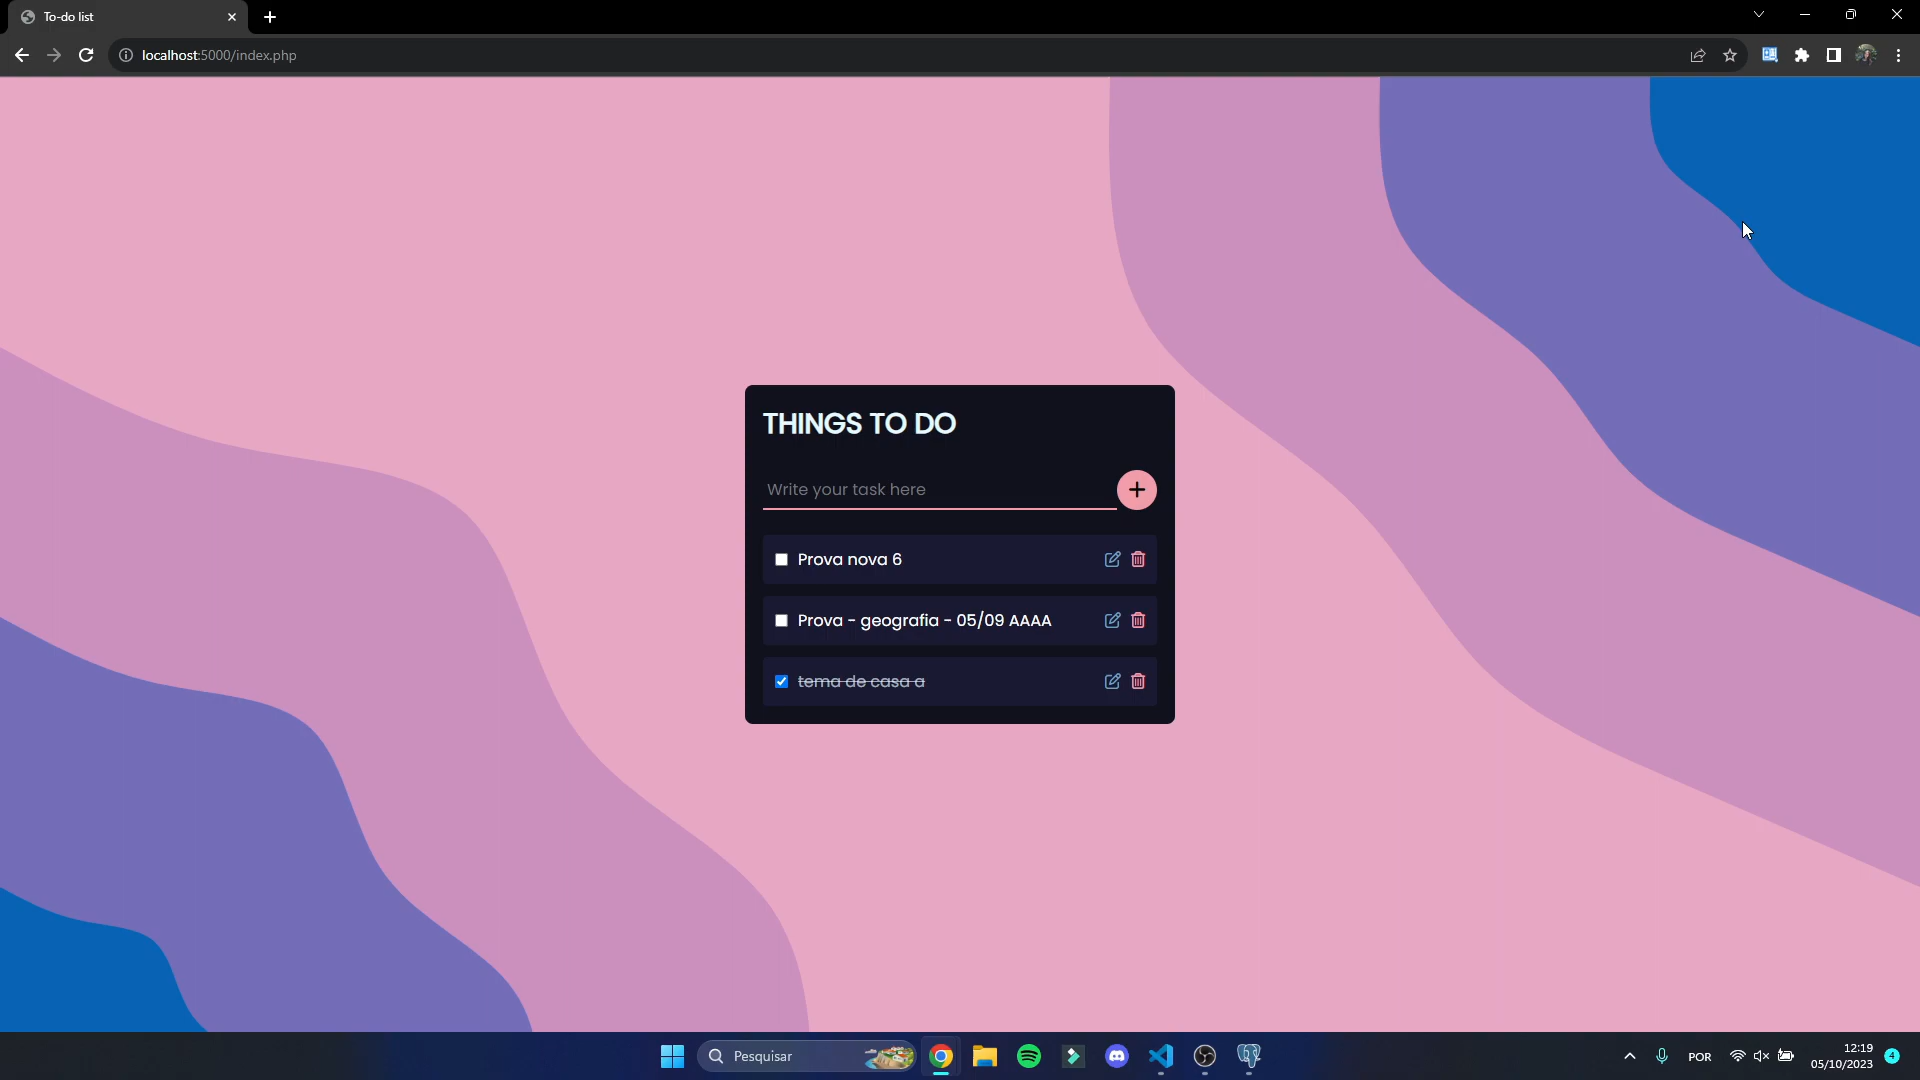 To-do list
localhost:5000/index.php
THINGS TO DO
Write your task here
Prova nova 6
Prova - geografia - 05/09 AAAA
tema de casa a
Pesquisar
POR
12:19
05/10/2023
4